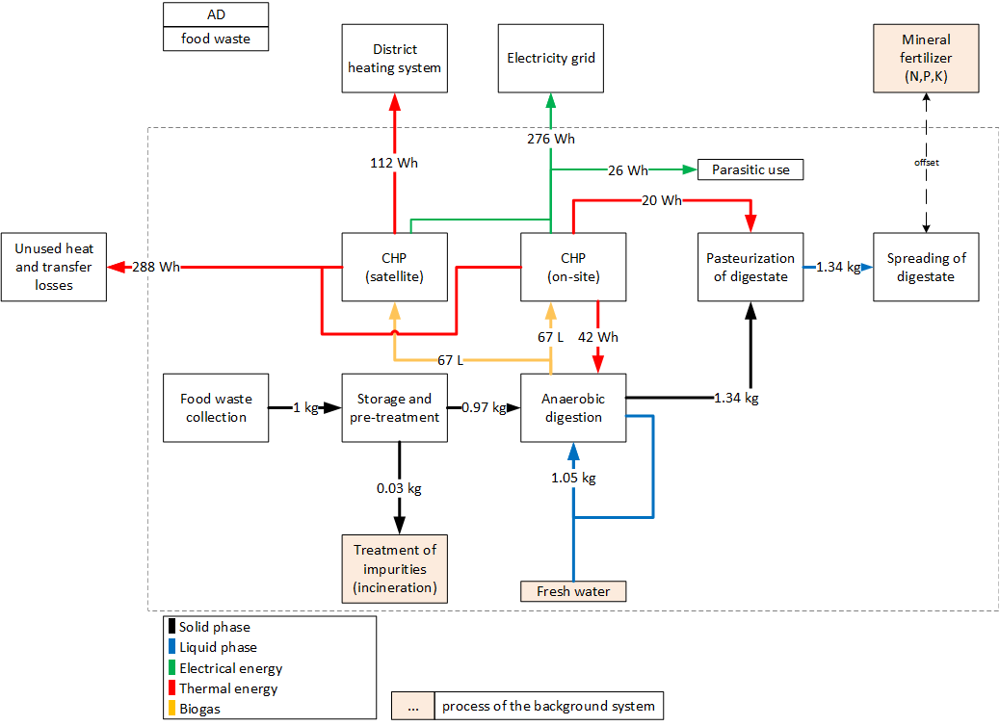 AD
food waste
District
heating system
Electricity grid
Mineral
fertilizer
(N,P,K)
276 Wh
112 Wh
26 Wh
Parasitic use
offset
20 Wh
Unused heat
and transfer
losses
288 Wh
CHP
(satellite)
CHP
(on-site)
Pasteurization
of digestate
1.34 kg
Spreading of
digestate
67 L
42 Wh
67 L
Food waste
collection
1 kg
Storage and
pre-treatment
0.97 kg
Anaerobic
digestion
1.34 kg
0.03 kg
1.05 kg
Treatment of
impurities
(incineration)
Fresh water
Solid phase
Liquid phase
Electrical energy
Thermal energy
Biogas
... process of the background system